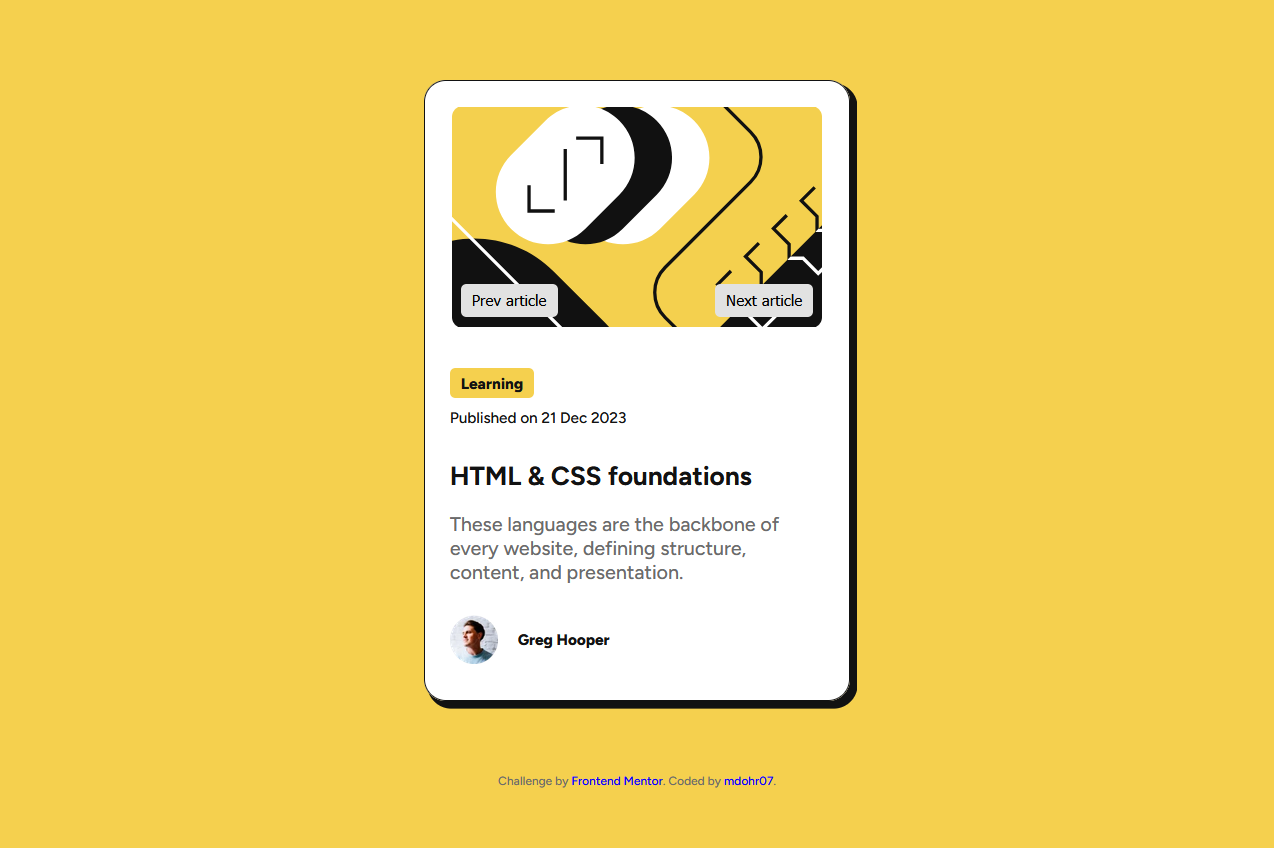 Prev article
Next article
Learning
Published on 21 Dec 2023
HTML & CSS foundations
These languages are the backbone of
every website, defining structure,
content, and presentation.
Greg Hooper
Challenge by Frontend Mentor. Coded by mdohr07.